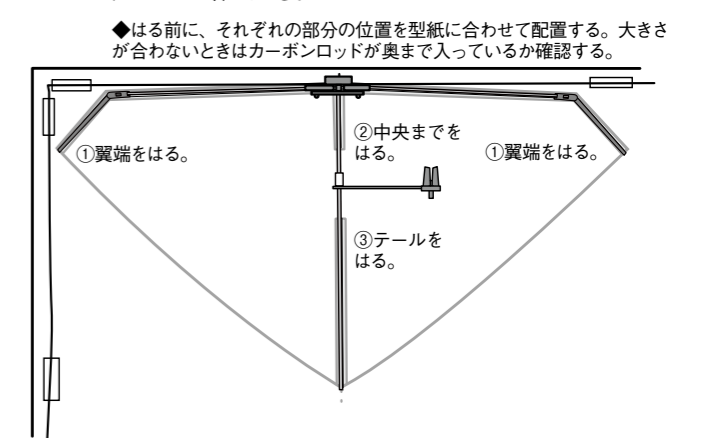 ◆はる前に、それぞれの部分の位置を型紙に合わせて配置する。大きさ
が合わないときはカーボンロッドが奥まで入っているか確認する。
①翼端をはる。
②中央までを
はる。
①翼端をはる。
③テールを
はる。